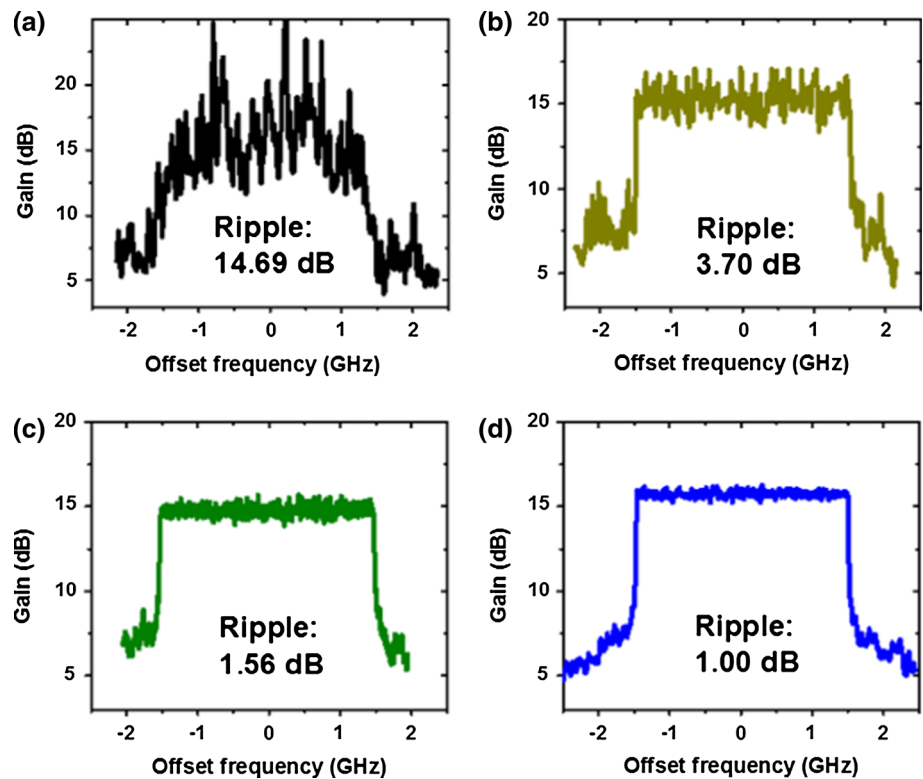 (a)
Gain (dB)
20
15
10
5
Ripple:
14.69 dB
-2 -1 0 1 2
Offset frequency (GHz)
(b)
Gain (dB)
20
15
10
5
Ripple:
3.70 dB
-2 -1 0 1 2
Offset frequency (GHz)
(c)
Gain (dB)
20
15
10
5
Ripple:
1.56 dB
-2 -1 0 1 2
Offset frequency (GHz)
(d)
Gain (dB)
20
15
10
5
Ripple:
1.00 dB
-2 -1 0 1 2
Offset frequency (GHz)